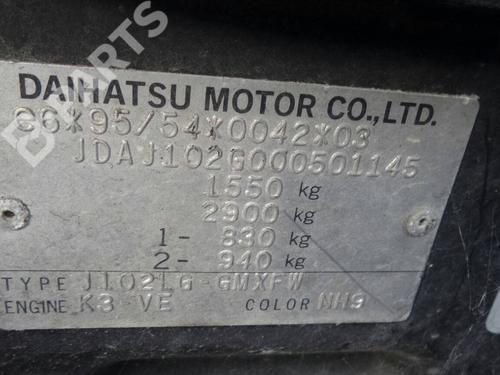 B-PARTS
DAIHATSU MOTOR CO.,LTD.
e6*95/54*0042*03
JDAJ102G000501145
1550 kg
2900 kg
1- 830 kg
2- 940 kg
TYPE J102LG-GMXFW
ENGINE K3-VE COLOR NH9